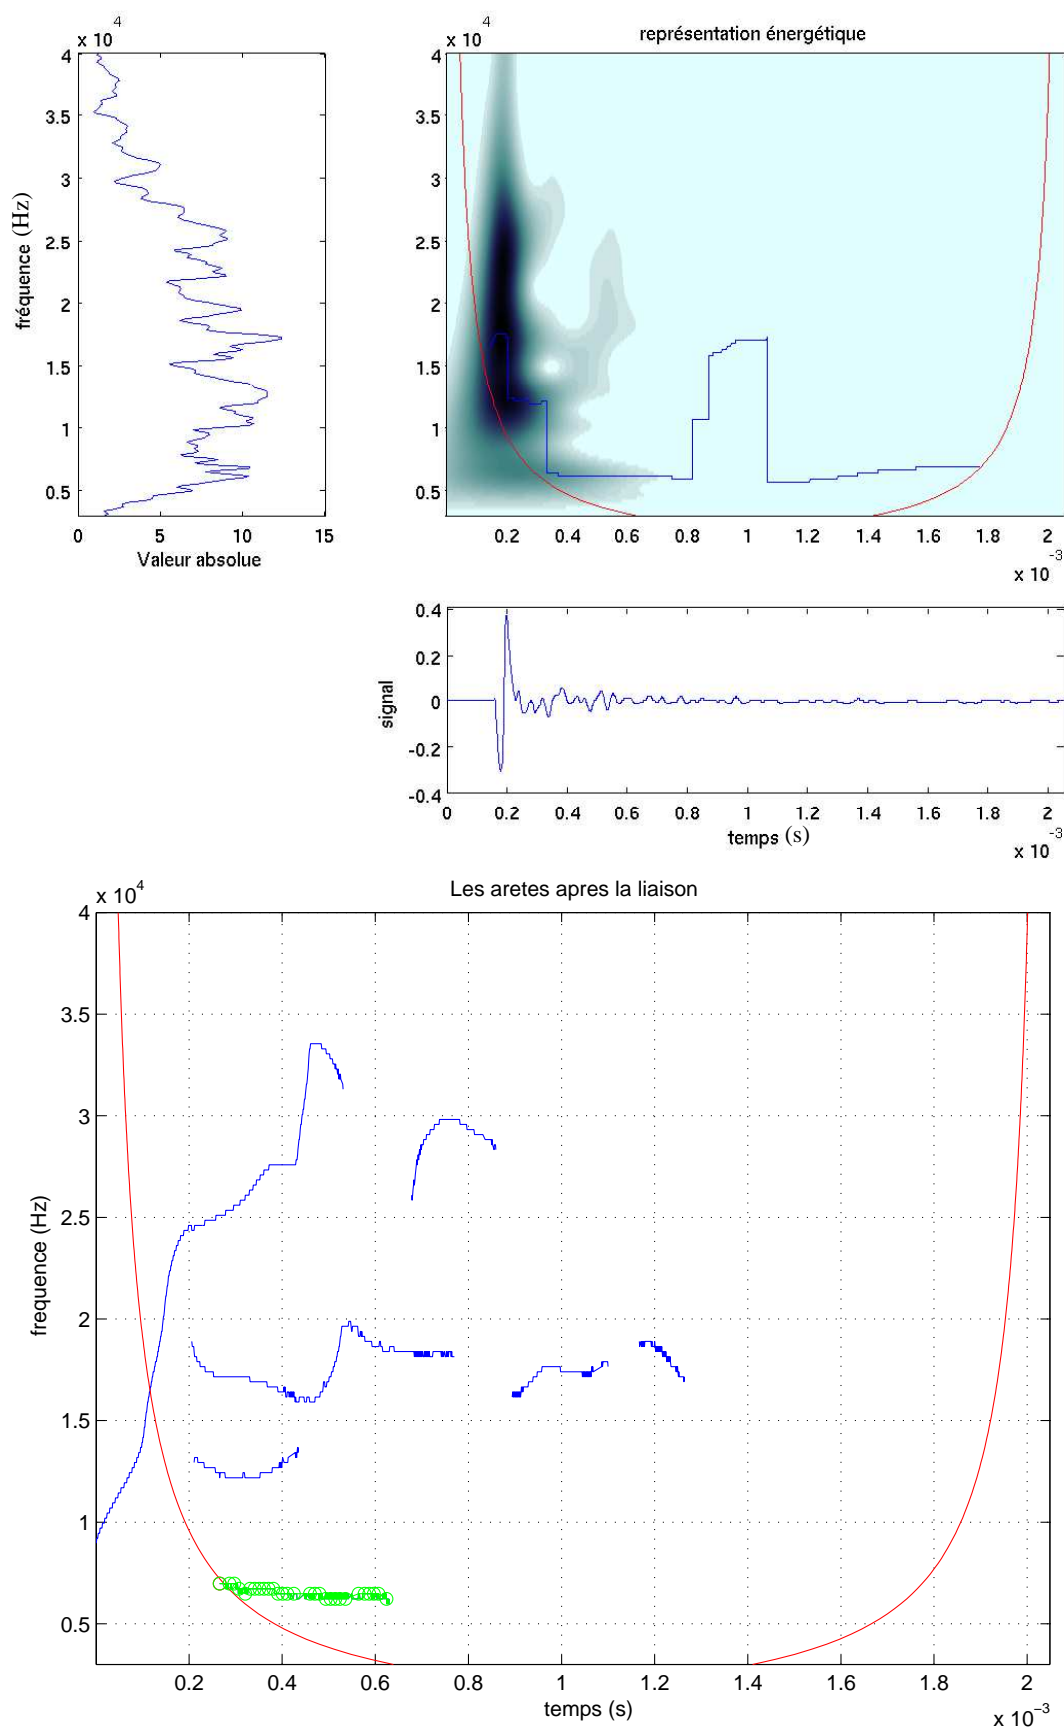 x 10 4
4
3.5
3
2.5
2
1.5
1
0.5
0 5 10 15
Valeur absolue
fréquence (Hz)
représentation énergétique
x 10 4
4
3.5
3
2.5
2
1.5
1
0.5
0.2 0.4 0.6 0.8 1 1.2 1.4 1.6 1.8 2
x 10 -3
signal
0.4
0.2
0
-0.2
-0.4
0 0.2 0.4 0.6 0.8 1 1.2 1.4 1.6 1.8 2
temps (s)
x 10 -3
Les aretes apres la liaison
x 10 4
4
3.5
3
2.5
2
1.5
1
0.5
frequence (Hz)
0.2 0.4 0.6 0.8 1 1.2 1.4 1.6 1.8 2
temps (s)
x 10 −3